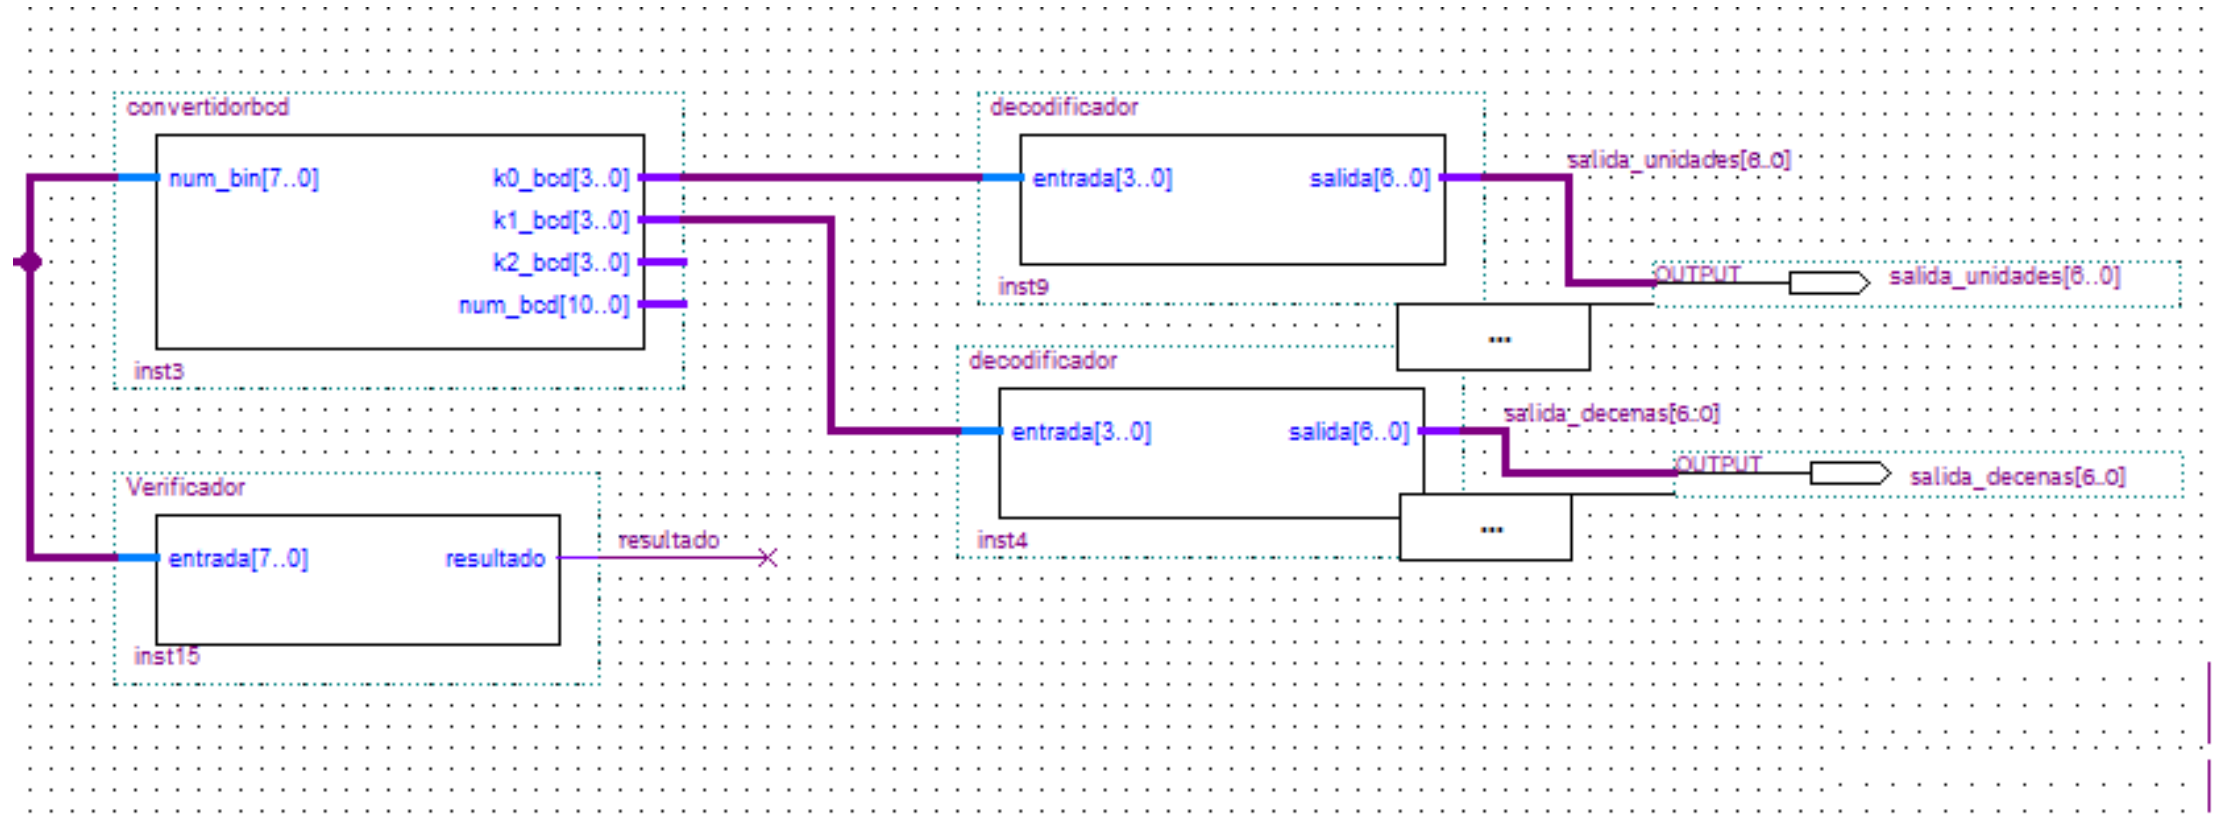 convertidorbcd
num_bin[7..0]
k0_bcd[3..0]
k1_bcd[3..0]
k2_bcd[3..0]
num_bcd[10..0]
inst3
decodificador
entrada[3..0]
salida[6..0]
inst9
salida_unidades[6..0]
OUTPUT
salida_unidades[6..0]
...
decodificador
entrada[3..0]
salida[6..0]
inst4
salida_decenas[6..0]
OUTPUT
salida_decenas[6..0]
...
Verificador
entrada[7..0]
resultado
inst15
resultado